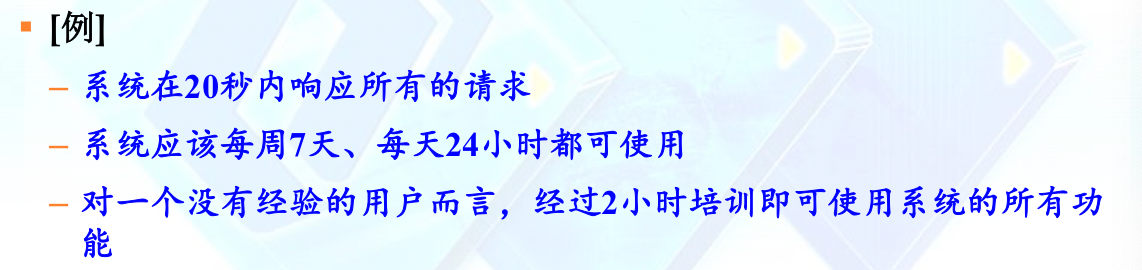 [例]
– 系统在20秒内响应所有的请求
– 系统应该每周7天、每天24小时都可使用
– 对一个没有经验的用户而言，经过2小时培训即可使用系统的所有功
能